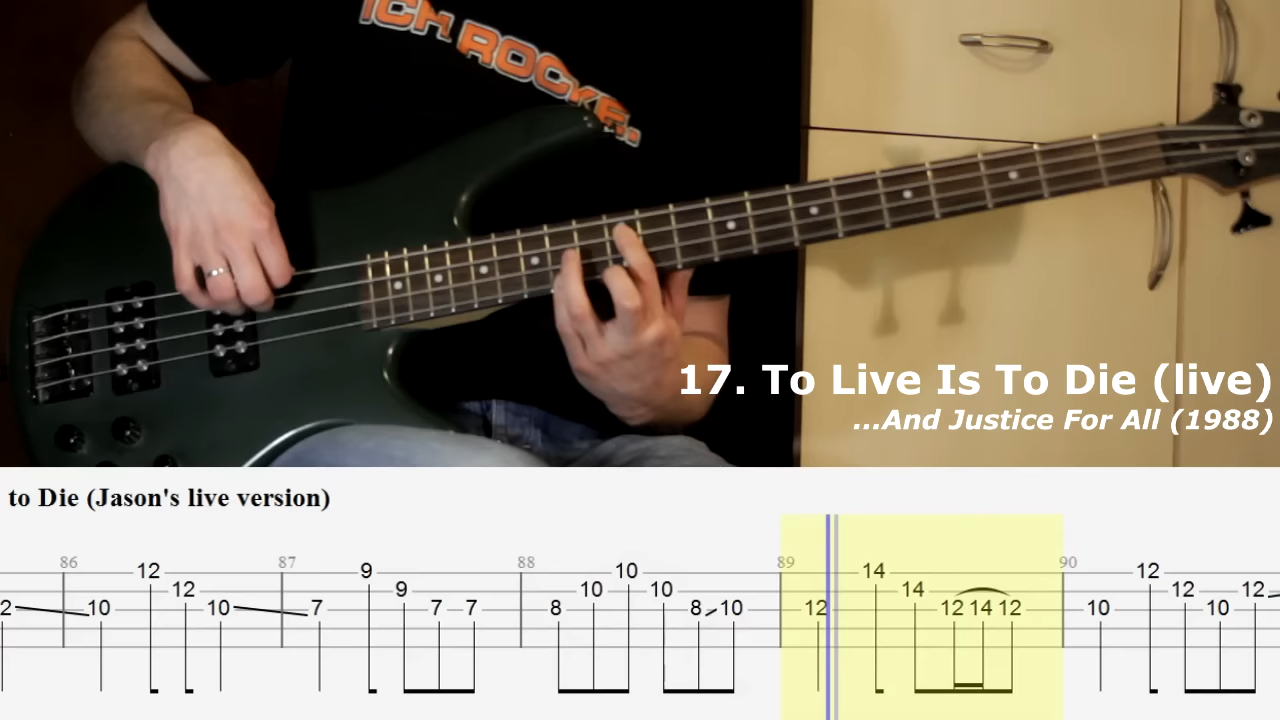 ICH ROCKE.
17. To Live Is To Die (live)
...And Justice For All (1988)
to Die (Jason's live version)
86 87 88 89 90
12 9 10 14 12
12 9 10 10 14 12 12
2 10 10 7 7 7 8 8 10 12 12 14 12 10 10